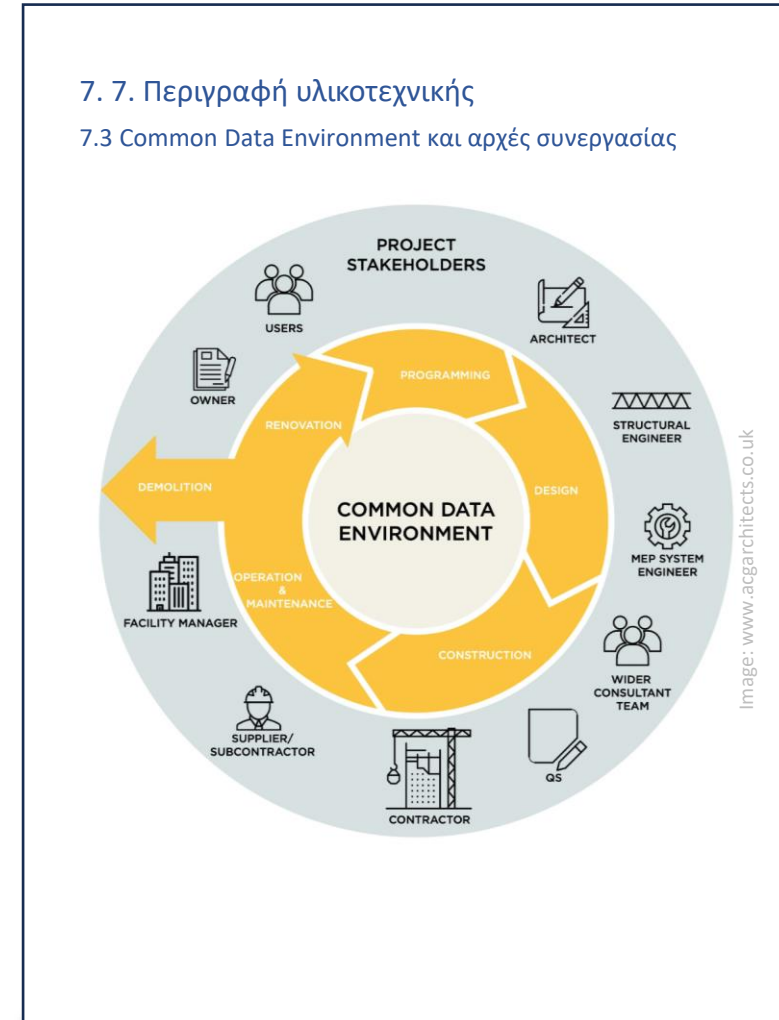 7. 7. Περιγραφή υλικοτεχνικής
7.3 Common Data Environment και αρχές συνεργασίας
PROJECT
STAKEHOLDERS
USERS
ARCHITECT
OWNER
STRUCTURAL
ENGINEER
MEP SYSTEM
ENGINEER
WIDER
CONSULTANT
TEAM
QS
CONTRACTOR
SUPPLIER/
SUBCONTRACTOR
FACILITY MANAGER
PROGRAMMING
DESIGN
CONSTRUCTION
OPERATION
&
MAINTENANCE
RENOVATION
DEMOLITION
COMMON DATA
ENVIRONMENT
Image: www.acgarchitects.co.uk